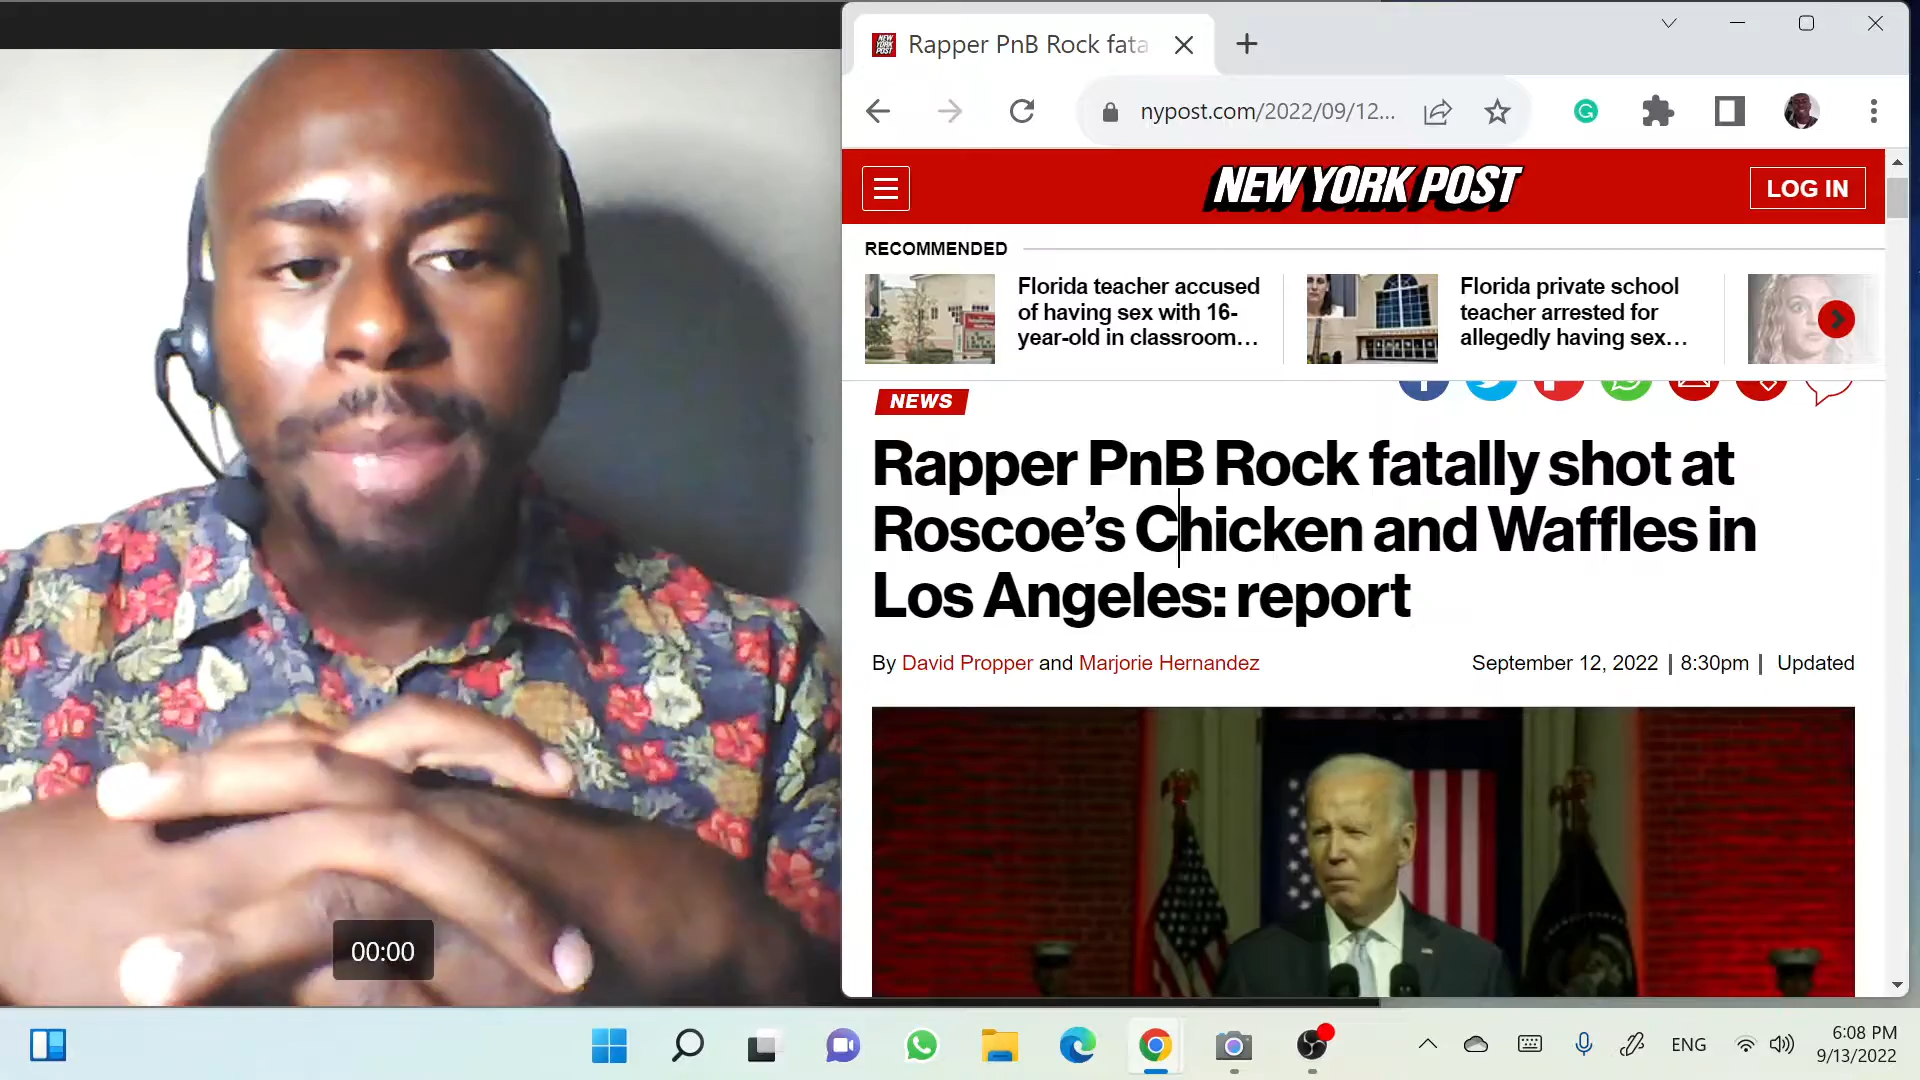 Rapper PnB Rock fata
nypost.com/2022/09/12...
NEW YORK POST
LOG IN
RECOMMENDED
Florida teacher accused
of having sex with 16-
year-old in classroom...
Florida private school
teacher arrested for
allegedly having sex...
NEWS
Rapper PnB Rock fatally shot at
Roscoe’s Chicken and Waffles in
Los Angeles: report
By David Propper and Marjorie Hernandez
September 12, 2022 | 8:30pm | Updated
00:00
ENG
6:08 PM
9/13/2022